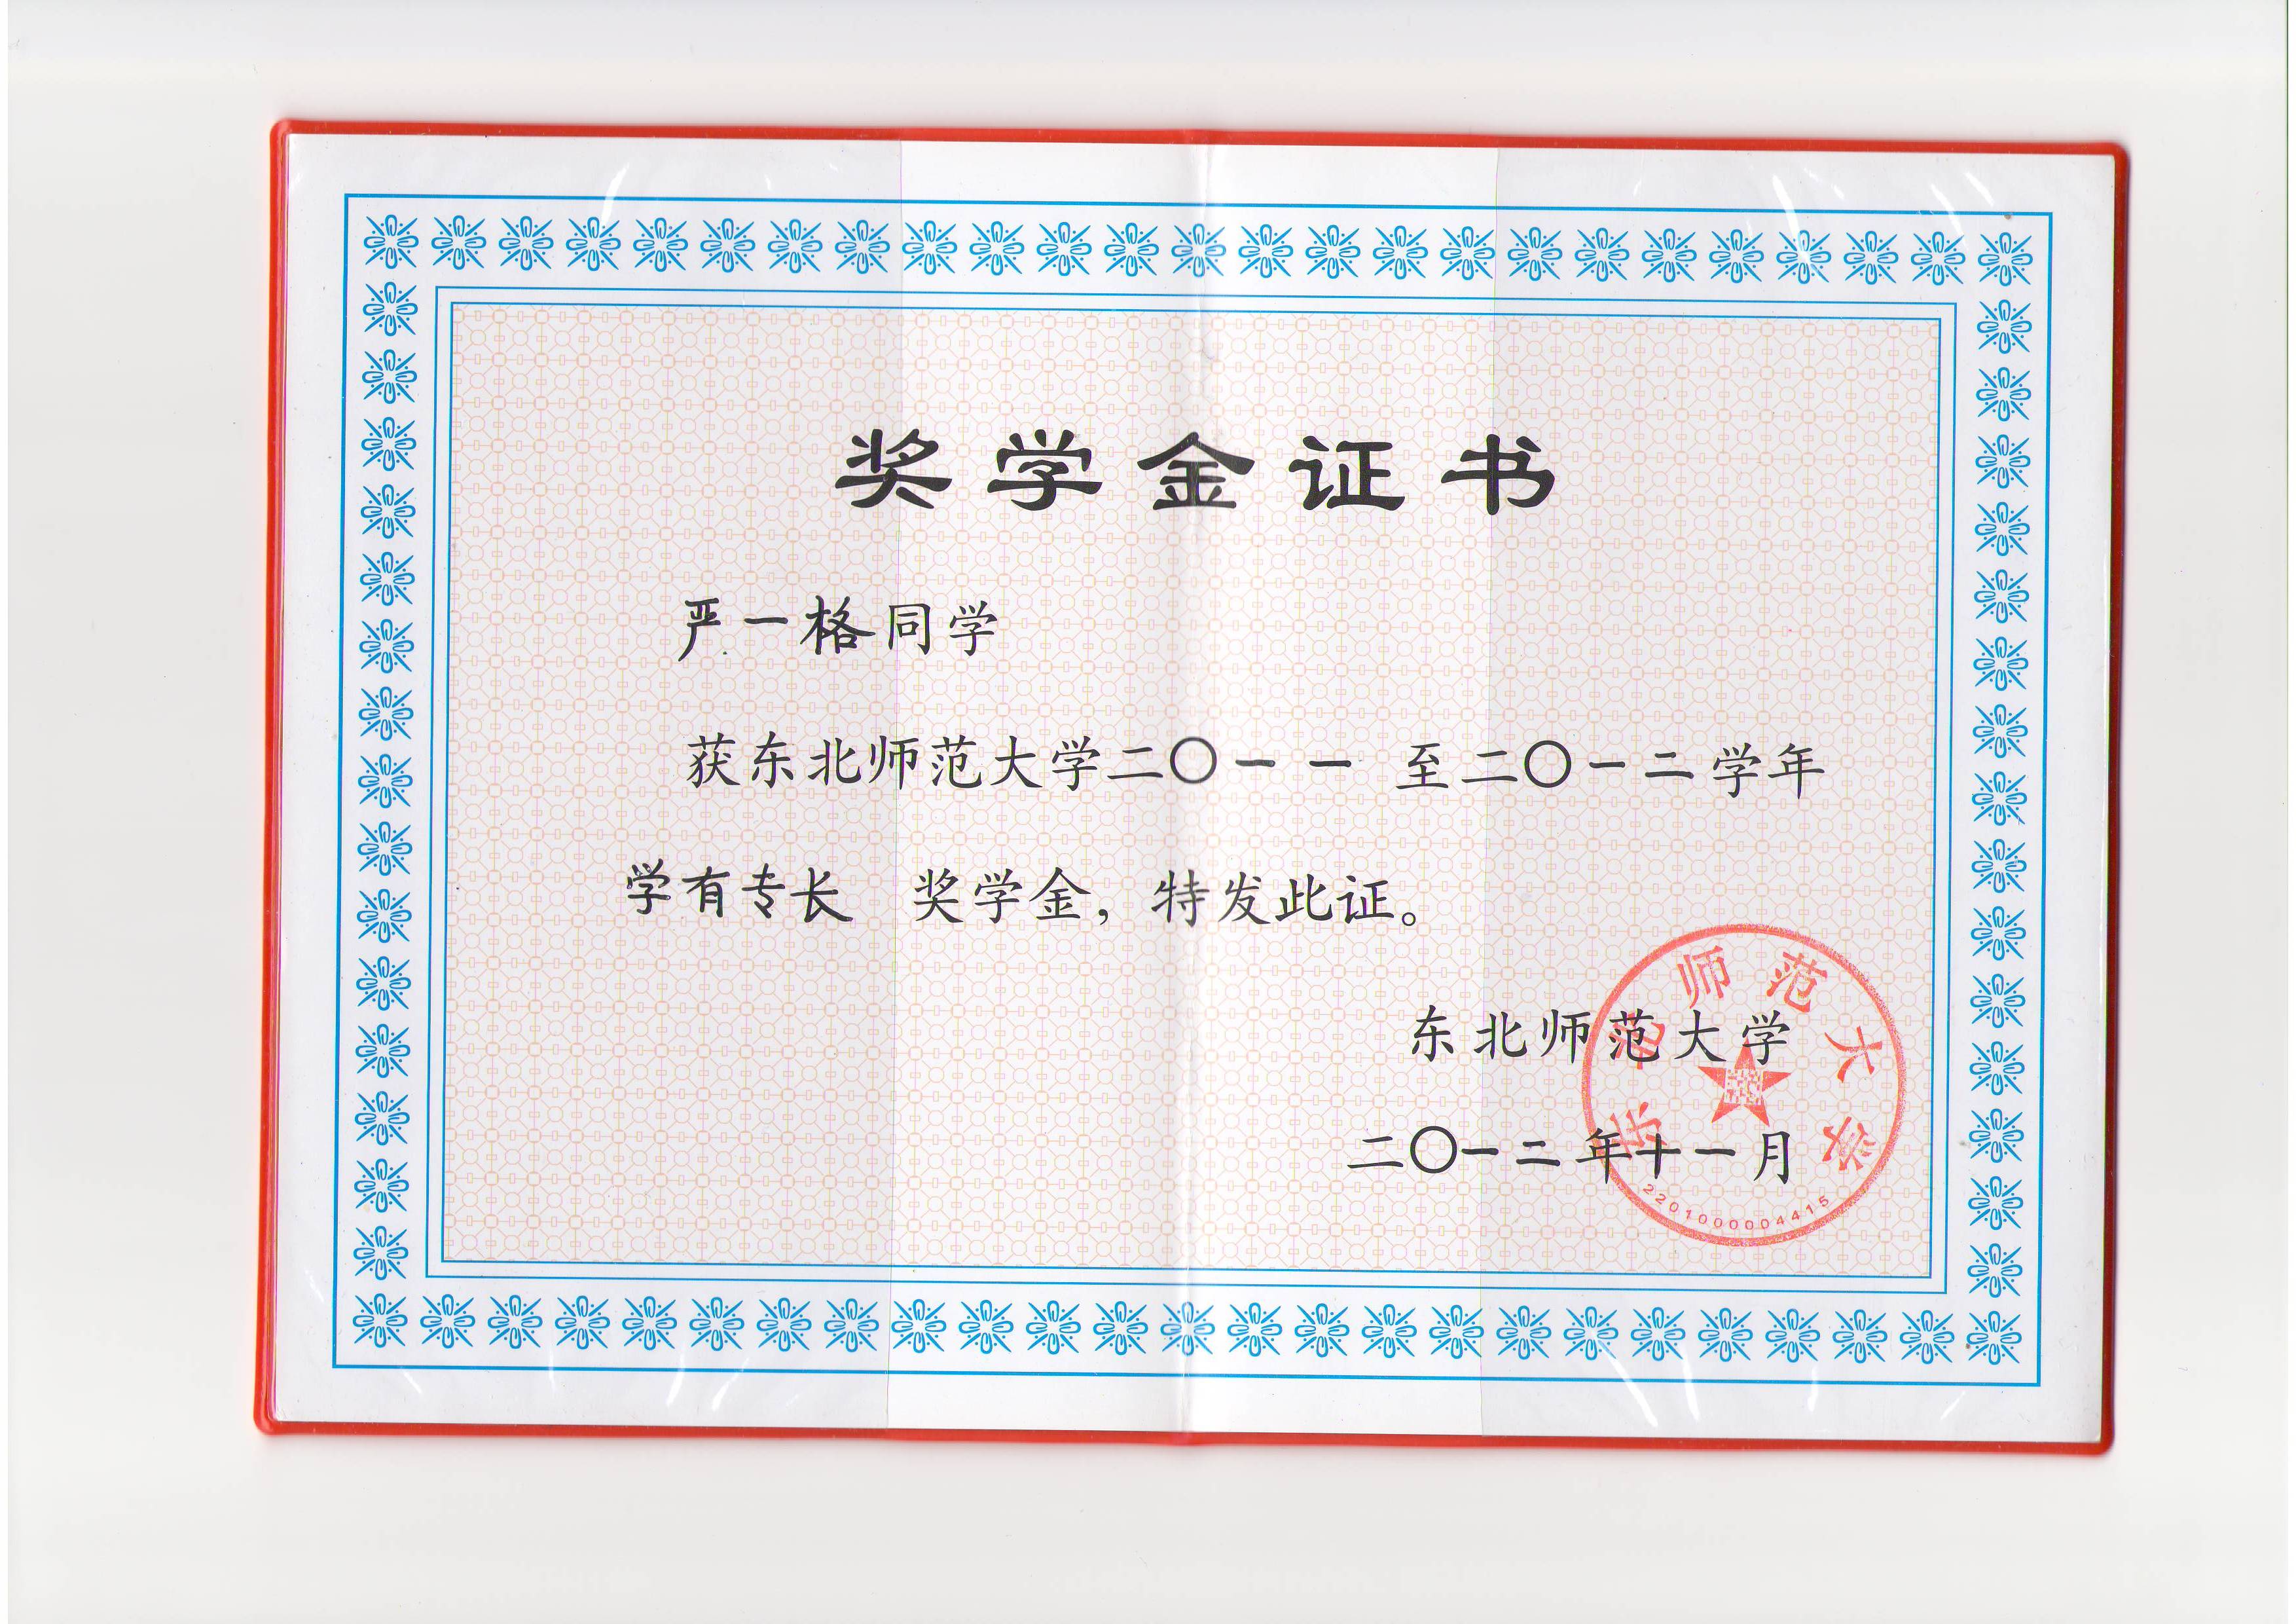 奖学金证书
严一格同学
获东北师范大学二〇一一 至二〇一二学年
学有专长 奖学金，特发此证。
东北师范大学
二〇一二年十一月
东北师范大学
2201000004415